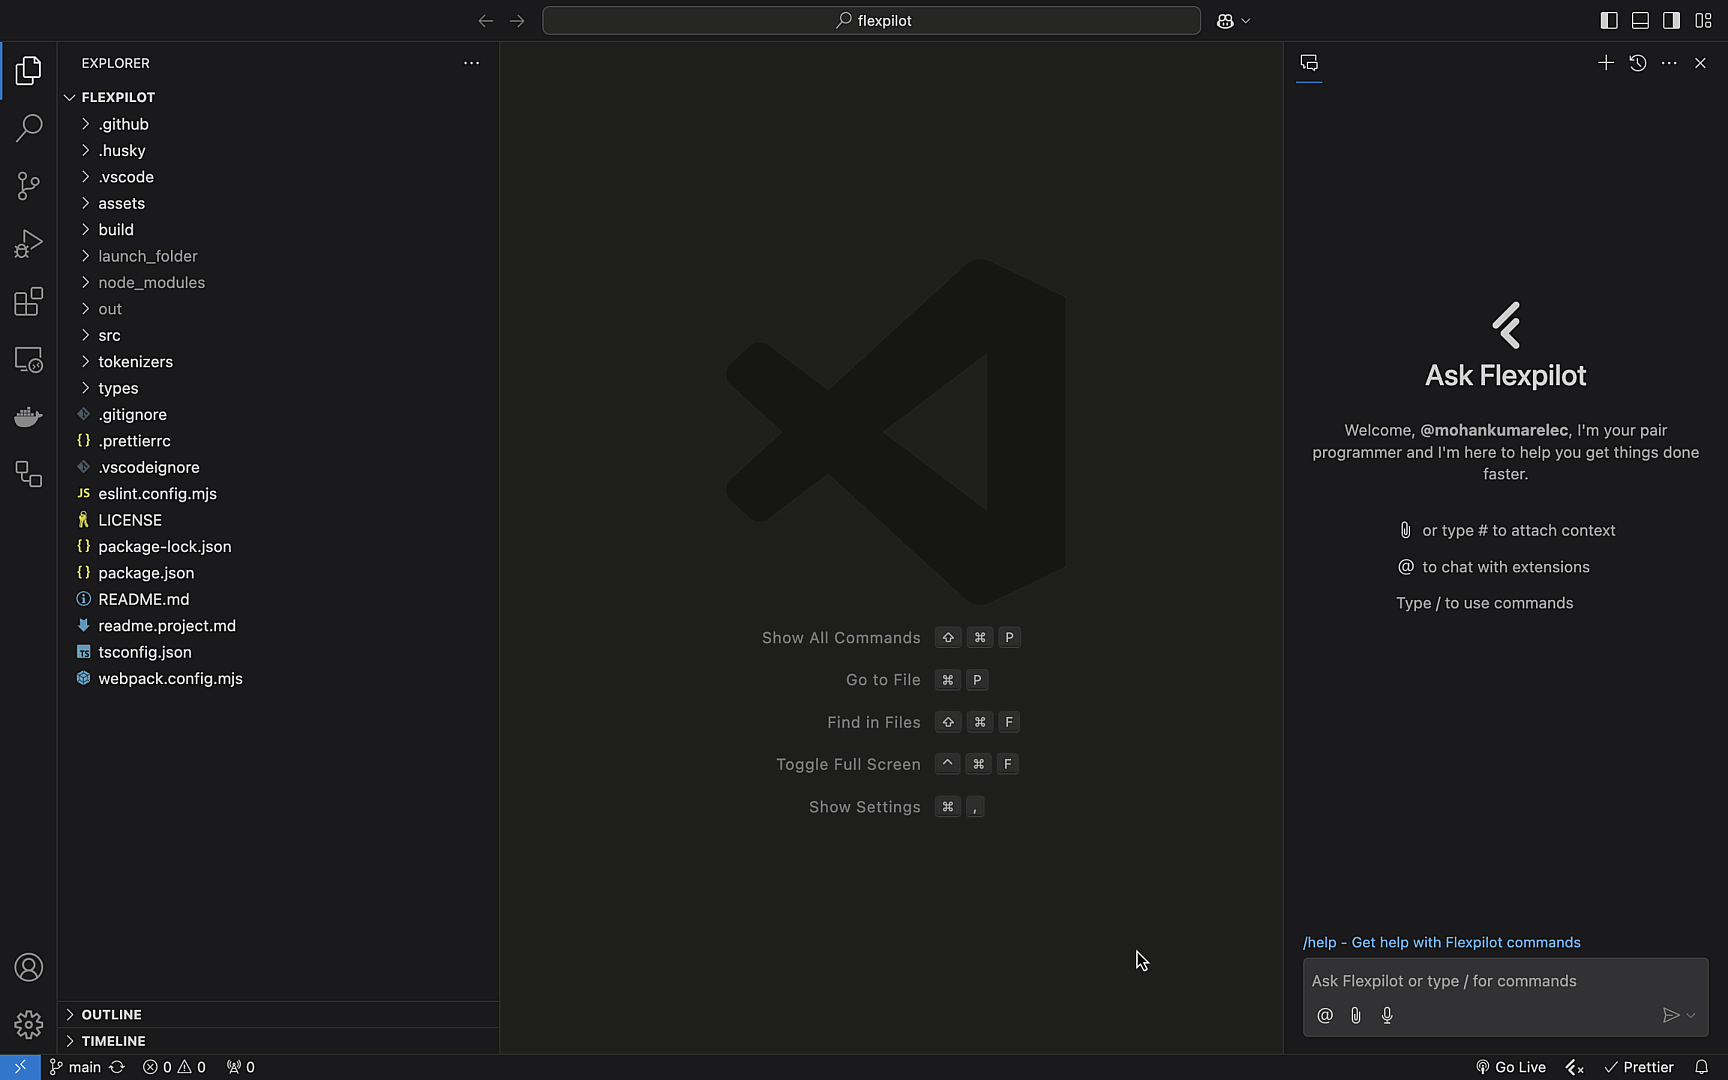 flexpilot
EXPLORER
FLEXPILOT
.github
.husky
.vscode
assets
build
launch_folder
node_modules
out
src
tokenizers
types
.gitignore
{} .prettierrc
.vscodeignore
JS eslint.config.mjs
LICENSE
{} package-lock.json
{} package.json
README.md
readme.project.md
TS tsconfig.json
webpack.config.mjs
OUTLINE
TIMELINE
Show All Commands ⇧ ⌘ P
Go to File ⌘ P
Find in Files ⇧ ⌘ F
Toggle Full Screen ^ ⌘ F
Show Settings ⌘ ,
Ask Flexpilot
Welcome, @mohankumarelec, I'm your pair
programmer and I'm here to help you get things done
faster.
or type # to attach context
@ to chat with extensions
Type / to use commands
/help - Get help with Flexpilot commands
Ask Flexpilot or type / for commands
@
main 0 0 0 Go Live Prettier